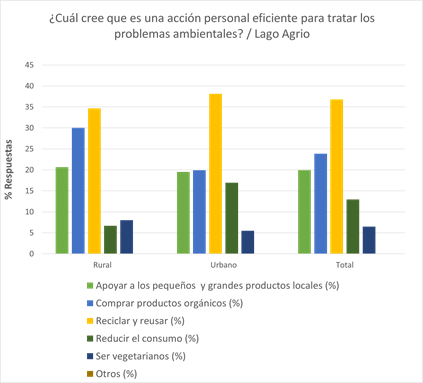 ¿Cuál cree que es una acción personal eficiente para tratar los
problemas ambientales? / Lago Agrio
45
40
35
30
25
20
15
10
5
0
% Respuestas
Rural
Urbano
Total
Apoyar a los pequeños y grandes productos locales (%)
Comprar productos orgánicos (%)
Reciclar y reusar (%)
Reducir el consumo (%)
Ser vegetarianos (%)
Otros (%)